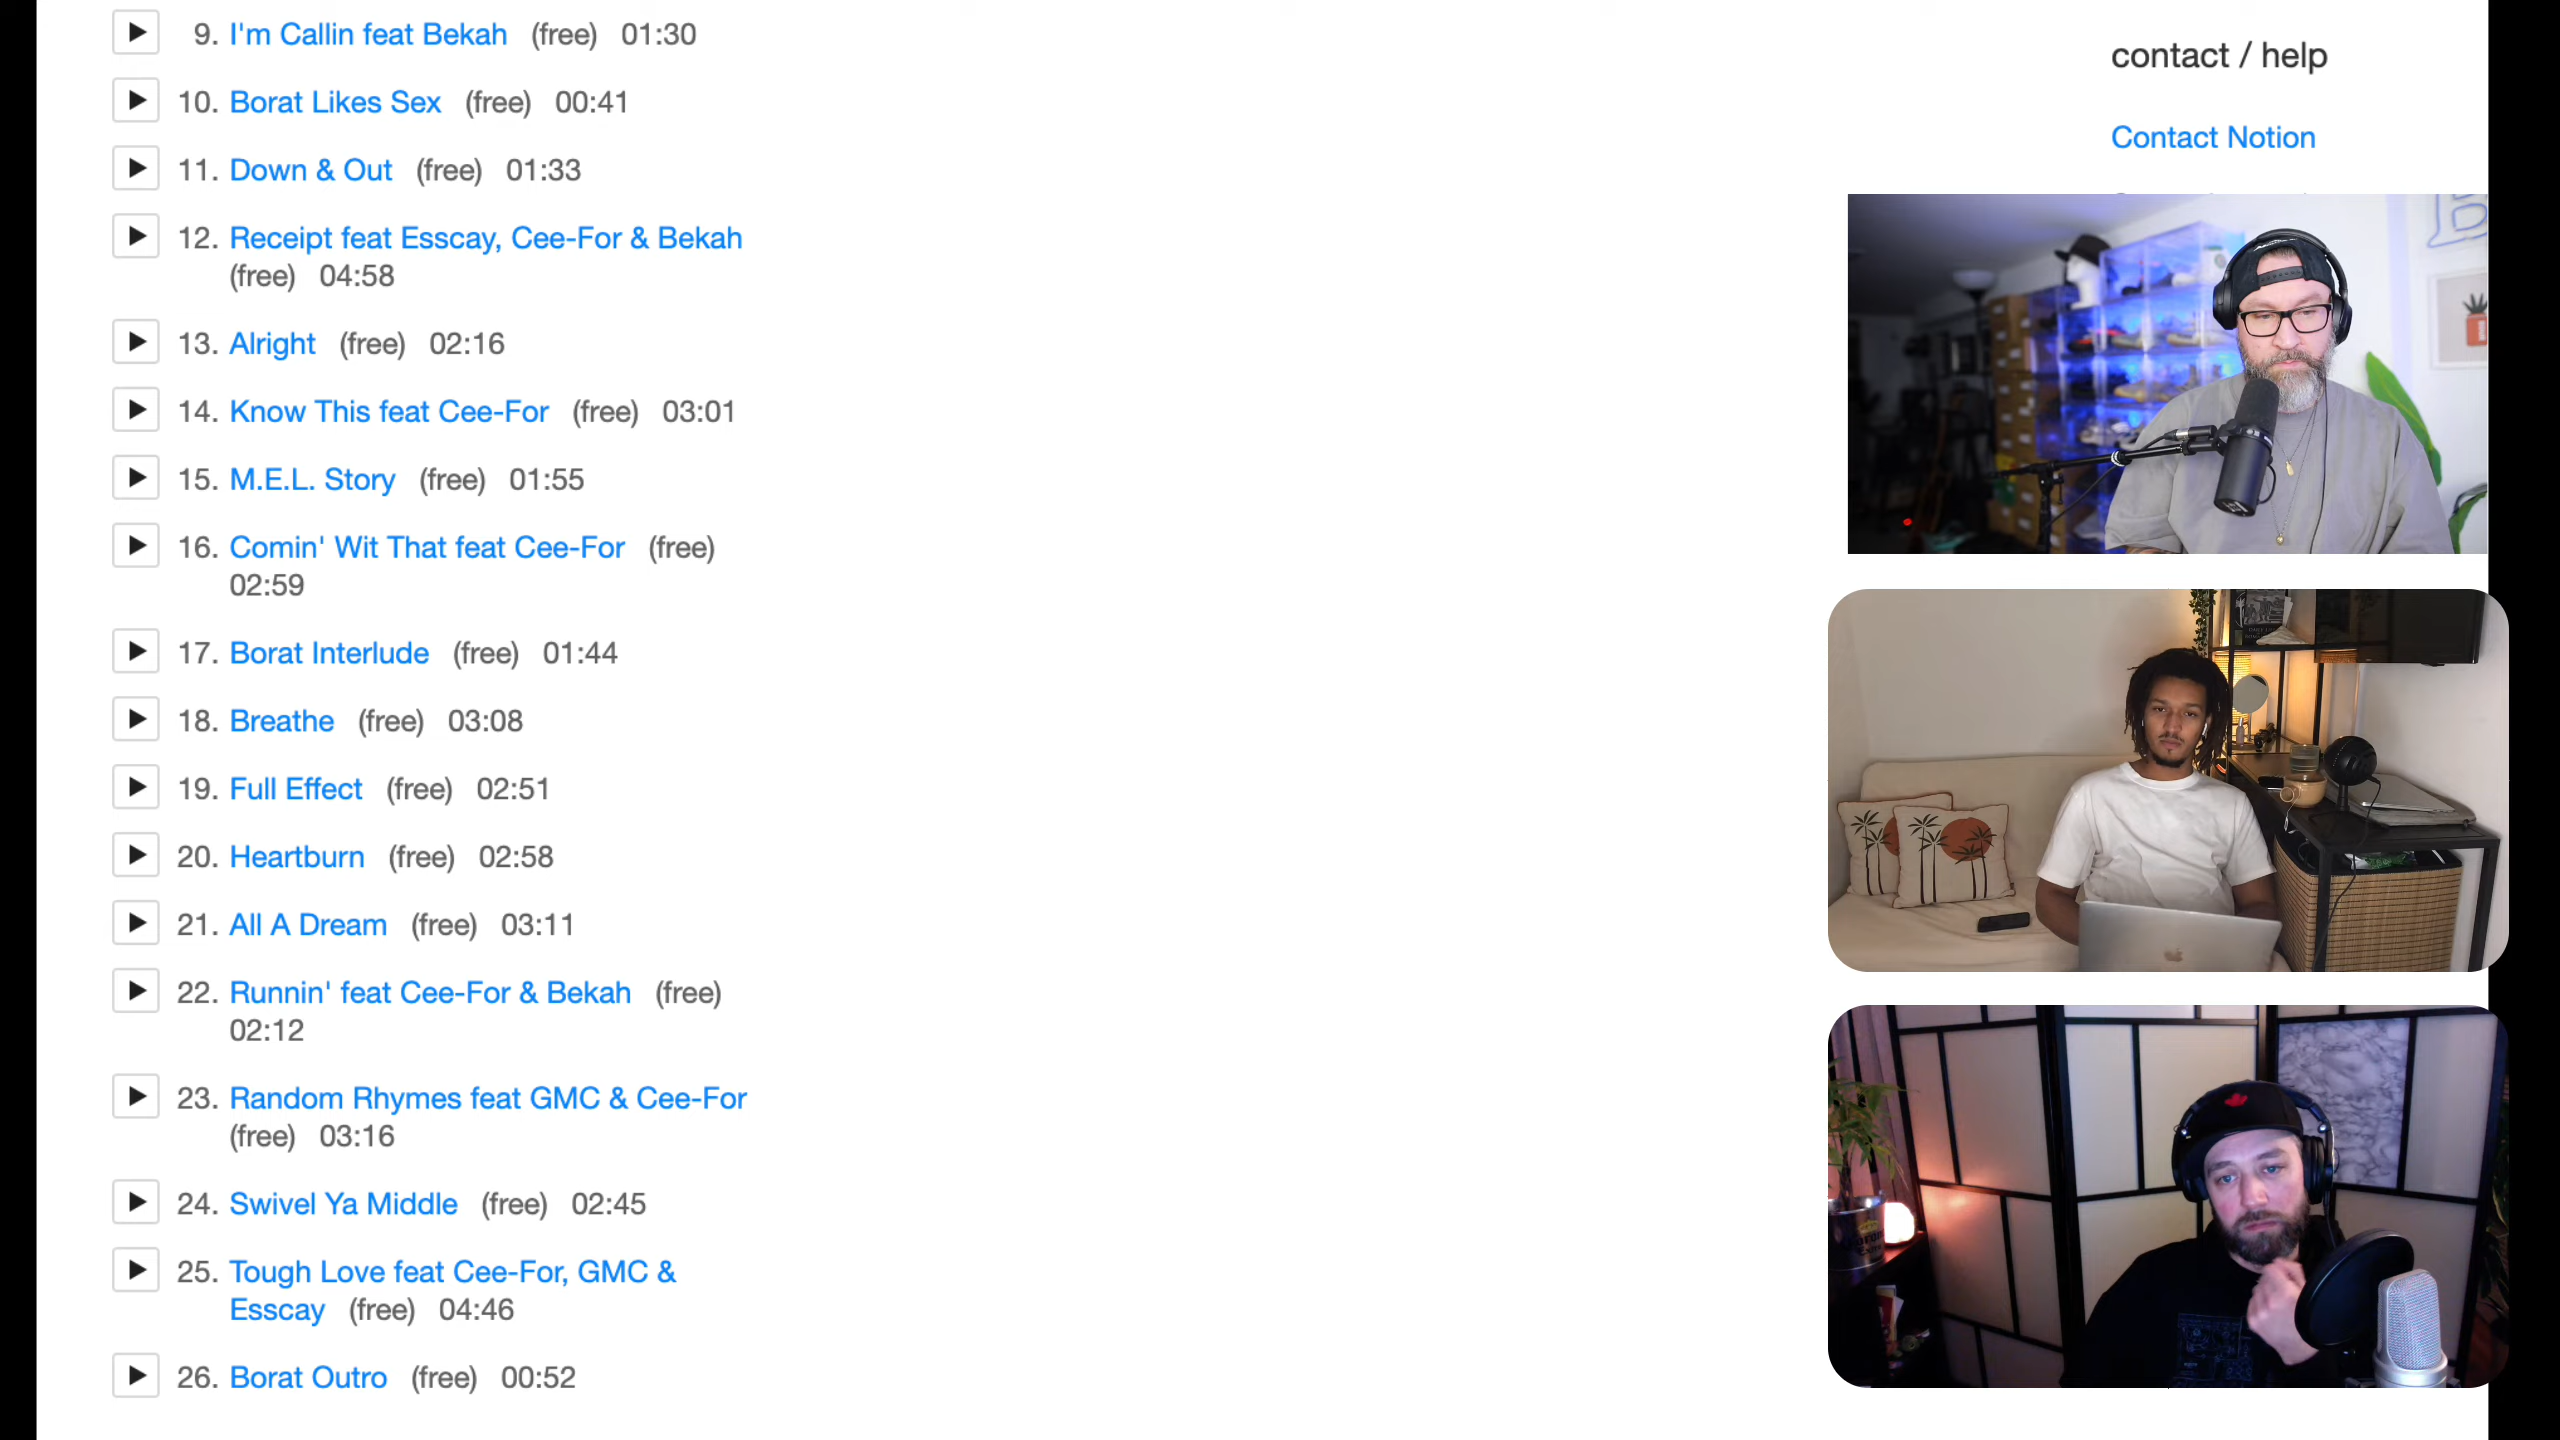 9. I'm Callin feat Bekah (free) 01:30
10. Borat Likes Sex (free) 00:41
11. Down & Out (free) 01:33
12. Receipt feat Esscay, Cee-For & Bekah
(free) 04:58
13. Alright (free) 02:16
14. Know This feat Cee-For (free) 03:01
15. M.E.L. Story (free) 01:55
16. Comin' Wit That feat Cee-For (free)
02:59
17. Borat Interlude (free) 01:44
18. Breathe (free) 03:08
19. Full Effect (free) 02:51
20. Heartburn (free) 02:58
21. All A Dream (free) 03:11
22. Runnin' feat Cee-For & Bekah (free)
02:12
23. Random Rhymes feat GMC & Cee-For
(free) 03:16
24. Swivel Ya Middle (free) 02:45
25. Tough Love feat Cee-For, GMC &
Esscay (free) 04:46
26. Borat Outro (free) 00:52
contact / help
Contact Notion